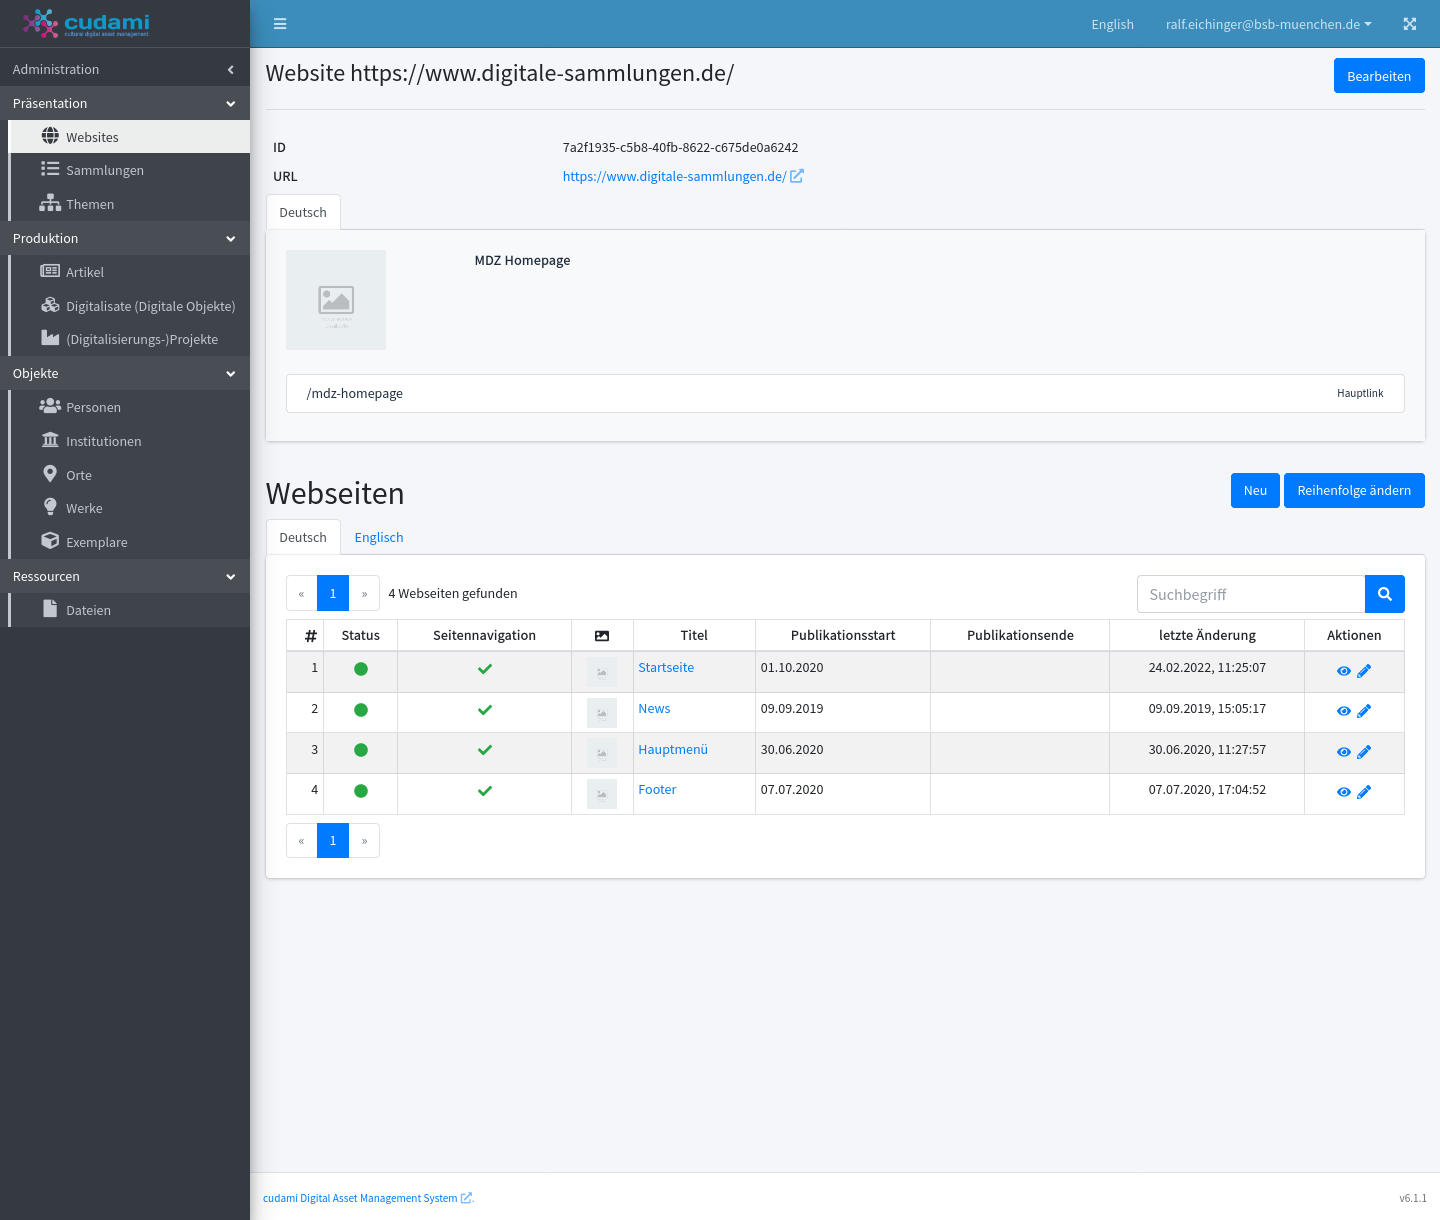 cudami
cultural digital asset management
English
ralf.eichinger@bsb-muenchen.de
Administration
Präsentation
Websites
Sammlungen
Themen
Produktion
Artikel
Digitalisate (Digitale Objekte)
(Digitalisierungs-)Projekte
Objekte
Personen
Institutionen
Orte
Werke
Exemplare
Ressourcen
Dateien
Website https://www.digitale-sammlungen.de/
Bearbeiten
ID 7a2f1935-c5b8-40fb-8622-c675de0a6242
URL https://www.digitale-sammlungen.de/
Deutsch
MDZ Homepage
/mdz-homepage Hauptlink
Webseiten
Neu Reihenfolge ändern
Deutsch Englisch
« 1 » 4 Webseiten gefunden Suchbegriff
# Status Seitennavigation Titel Publikationsstart Publikationsende letzte Änderung Aktionen
1 Startseite 01.10.2020 24.02.2022, 11:25:07
2 News 09.09.2019 09.09.2019, 15:05:17
3 Hauptmenü 30.06.2020 30.06.2020, 11:27:57
4 Footer 07.07.2020 07.07.2020, 17:04:52
« 1 »
cudami Digital Asset Management System . v6.1.1